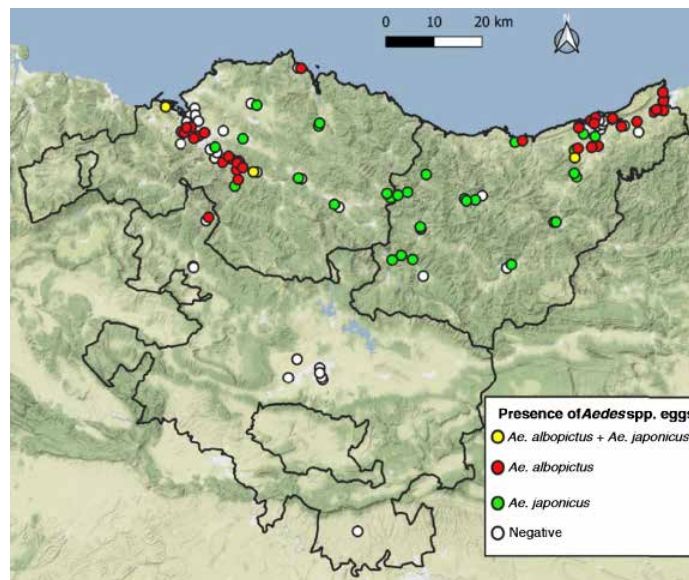 0 10 20 km
N
Presence of Aedes spp. eggs
Ae. albopictus + Ae. japonicus
Ae. albopictus
Ae. japonicus
Negative